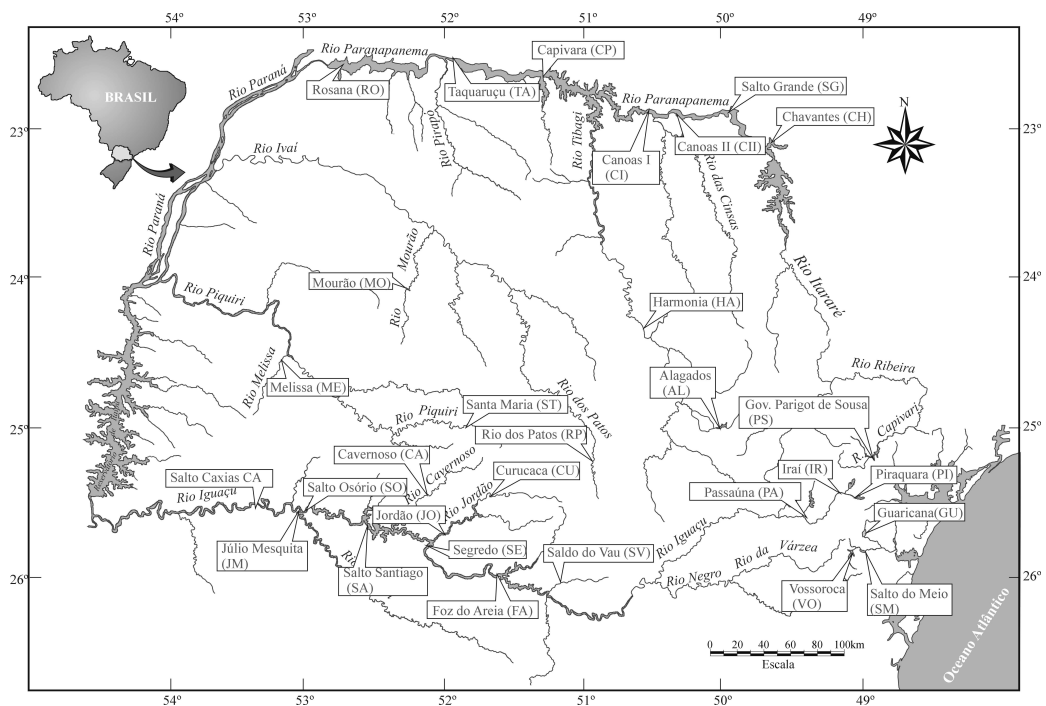 54º 53º 52º 51º 50º 49º
BRASIL
Rio Paraná
Rio Paranapanema
Rosana (RO)
Taquaruçu (TA)
Capivara (CP)
Rio Paranapanema
Salto Grande (SG)
Chavantes (CH)
Canoas I
(CI)
Canoas II (CII)
N
23º
23º
Rio Pirapó
Rio Tibagi
Rio das Cinsas
Rio Ivaí
Rio Paraná
24º
24º
Rio Piquiri
Rio Mourão
Mourão (MO)
Rio Itararé
Harmonia (HA)
Rio Melissa
Melissa (ME)
Rio Ribeira
Alagados
(AL)
Gov. Parigot de Sousa
(PS)
R. Capivari
25º
25º
Rio Piquiri
Santa Maria (ST)
Rio dos Patos
Rio dos Patos (RP)
Cavernoso (CA)
Rio Cavernoso
Curucaca (CU)
Rio Jordão
Iraí (IR)
Piraquara (PI)
Passaúna (PA)
Guaricana(GU)
Salto Caxias CA
Rio Iguaçu
Salto Osório (SO)
Jordão (JO)
Júlio Mesquita
(JM)
Salto Santiago
(SA)
Segredo (SE)
Saldo do Vau (SV)
Rio Iguaçu
Foz do Areia (FA)
Rio Negro
Rio da Várzea
Vossoroca
(VO)
Salto do Meio
(SM)
26º
26º
Oceano Atlântico
0 20 40 60 80 100km
Escala
54º 53º 52º 51º 50º 49º